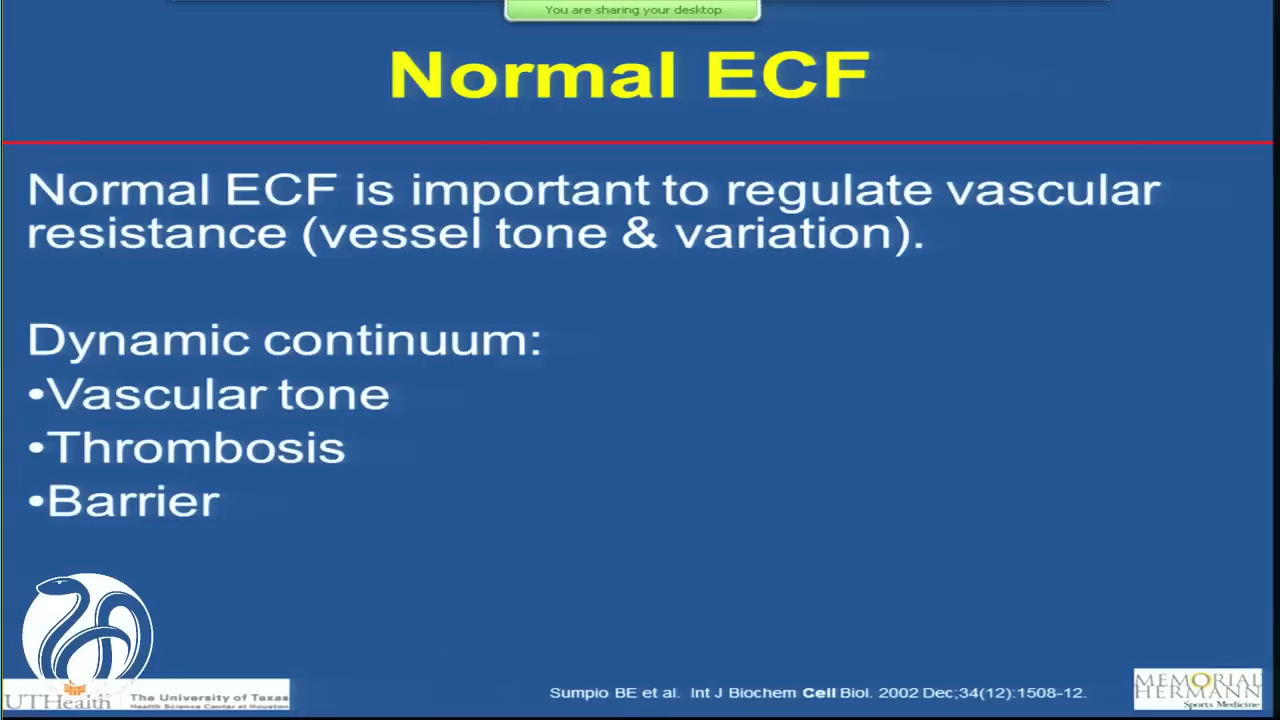 You are sharing your desktop
Normal ECF
Normal ECF is important to regulate vascular
resistance (vessel tone & variation).
Dynamic continuum:
•Vascular tone
•Thrombosis
•Barrier
UTHealth
The University of Texas
Health Science Center at Houston
Sumpio BE et al. Int J Biochem Cell Biol. 2002 Dec;34(12):1508-12.
MEMORIAL
HERMANN
Sports Medicine